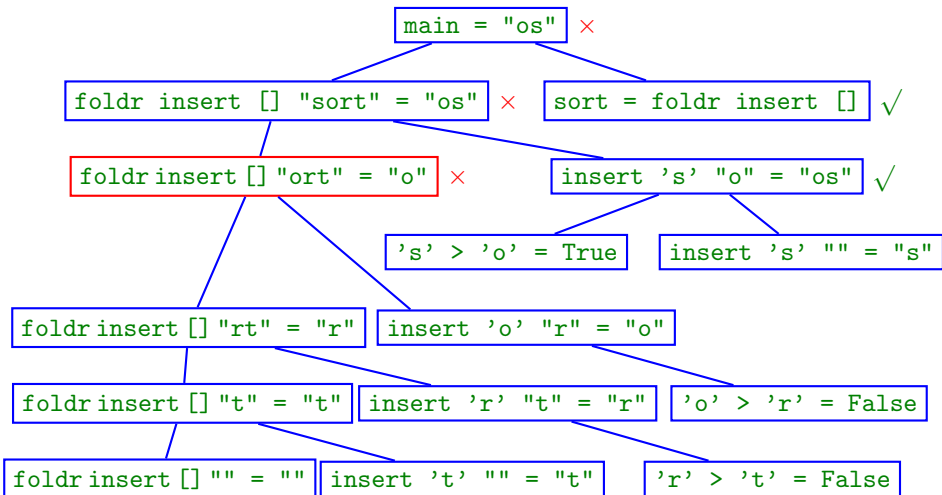 main = "os" ×
foldr insert [] "sort" = "os" × sort = foldr insert [] √
foldr insert [] "ort" = "o" × insert 's' "o" = "os" √
's' > 'o' = True insert 's' "" = "s"
foldr insert [] "rt" = "r" insert 'o' "r" = "o"
foldr insert [] "t" = "t" insert 'r' "t" = "r" 'o' > 'r' = False
foldr insert [] "" = "" insert 't' "" = "t" 'r' > 't' = False